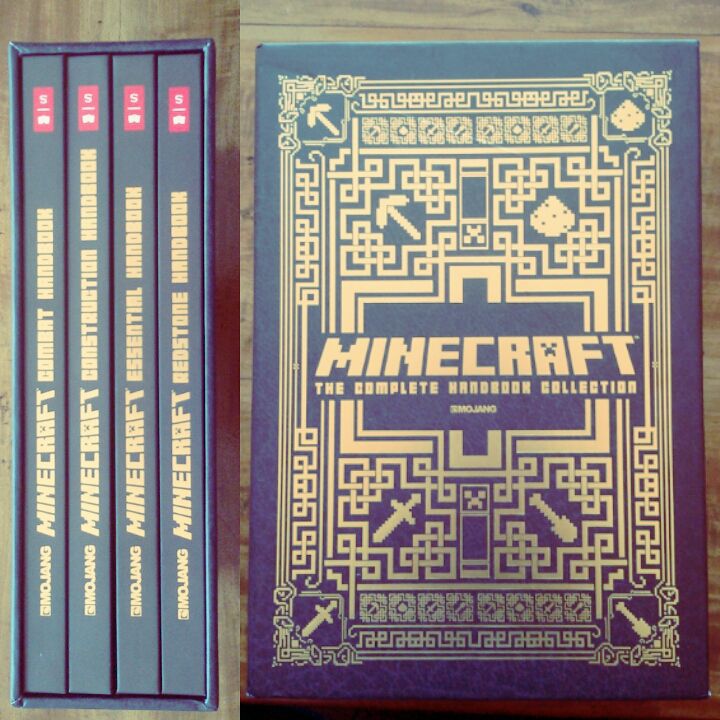 S
MINECRAFT COMBAT HANDBOOK
MOJANG
S
MINECRAFT CONSTRUCTION HANDBOOK
MOJANG
S
MINECRAFT ESSENTIAL HANDBOOK
MOJANG
S
MINECRAFT REDSTONE HANDBOOK
MOJANG
MINECRAFT™
THE COMPLETE HANDBOOK COLLECTION
MOJANG